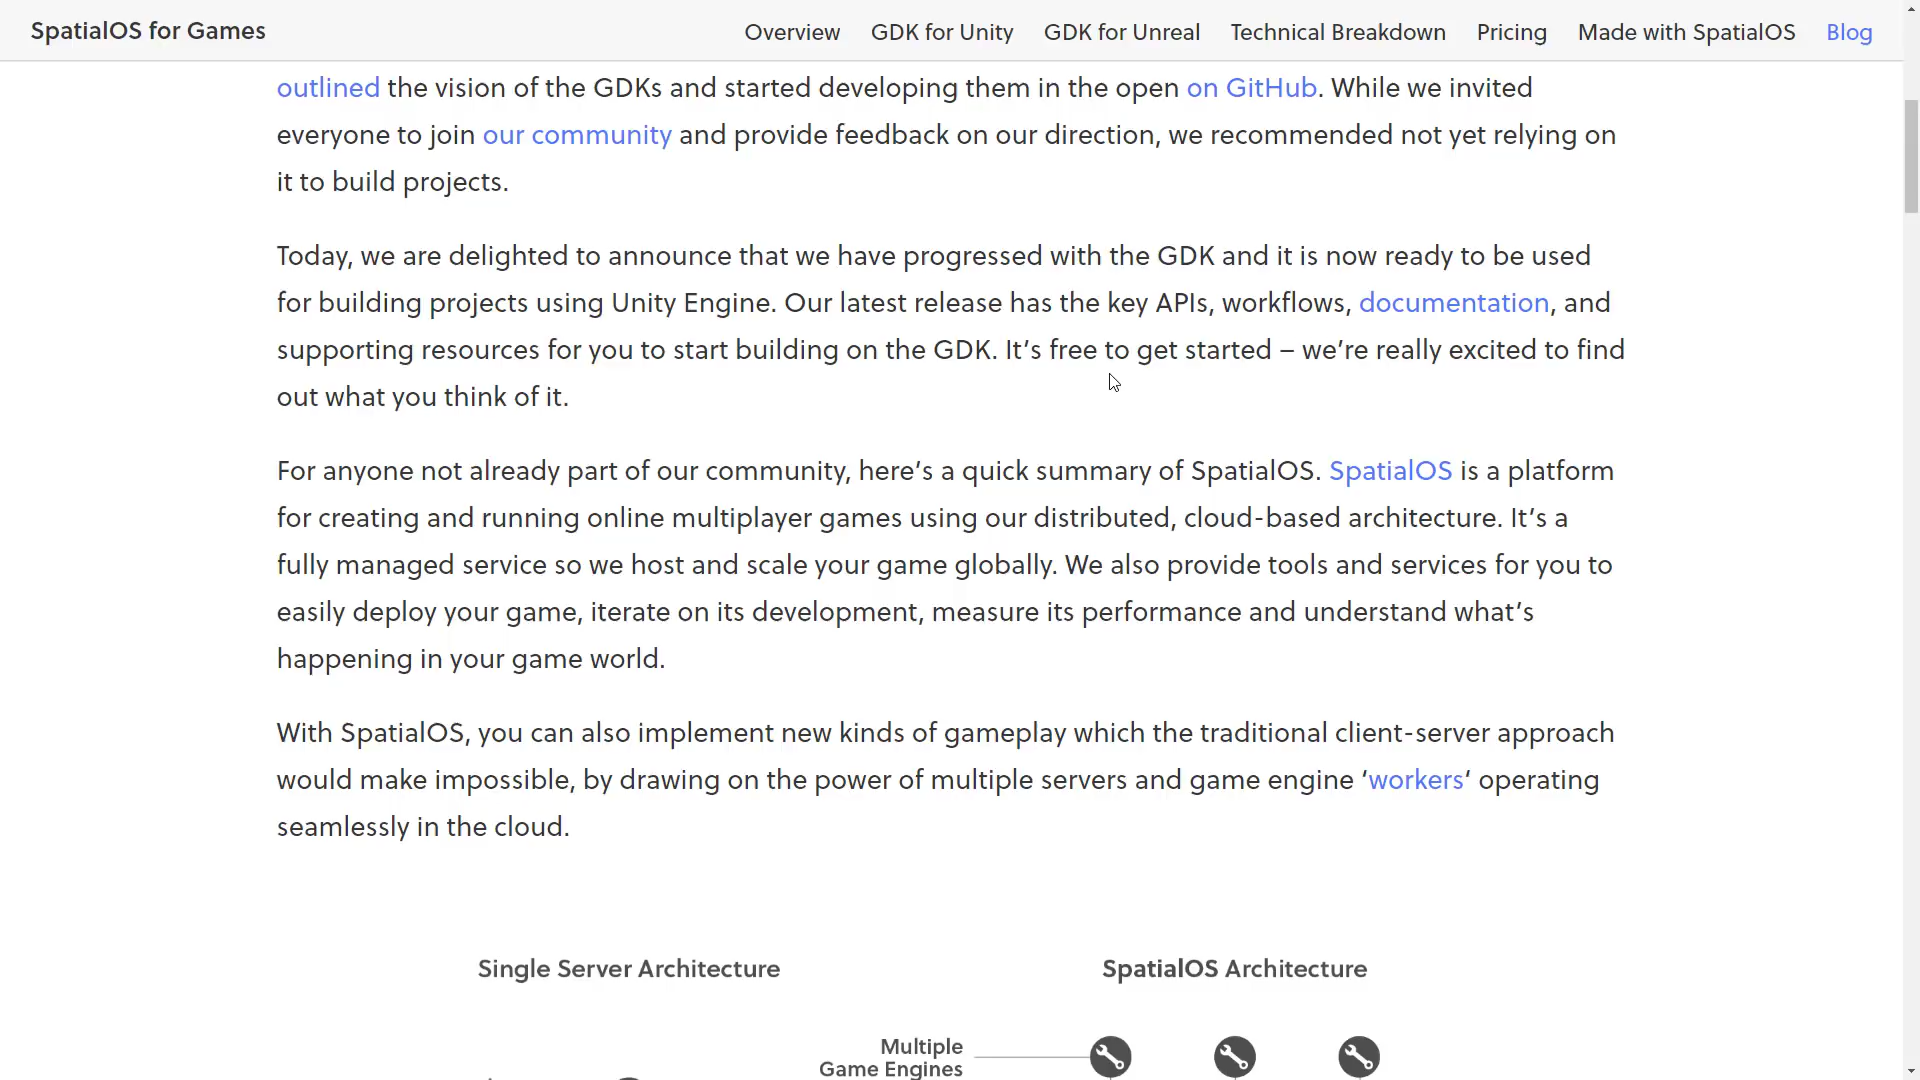 SpatialOS for Games
Overview
GDK for Unity
GDK for Unreal
Technical Breakdown
Pricing
Made with SpatialOS
Blog
outlined the vision of the GDKs and started developing them in the open on GitHub. While we invited
everyone to join our community and provide feedback on our direction, we recommended not yet relying on
it to build projects.
Today, we are delighted to announce that we have progressed with the GDK and it is now ready to be used
for building projects using Unity Engine. Our latest release has the key APIs, workflows, documentation, and
supporting resources for you to start building on the GDK. It’s free to get started – we’re really excited to find
out what you think of it.
For anyone not already part of our community, here’s a quick summary of SpatialOS. SpatialOS is a platform
for creating and running online multiplayer games using our distributed, cloud-based architecture. It’s a
fully managed service so we host and scale your game globally. We also provide tools and services for you to
easily deploy your game, iterate on its development, measure its performance and understand what’s
happening in your game world.
With SpatialOS, you can also implement new kinds of gameplay which the traditional client-server approach
would make impossible, by drawing on the power of multiple servers and game engine ‘workers‘ operating
seamlessly in the cloud.
Single Server Architecture
SpatialOS Architecture
Multiple
Game Engines